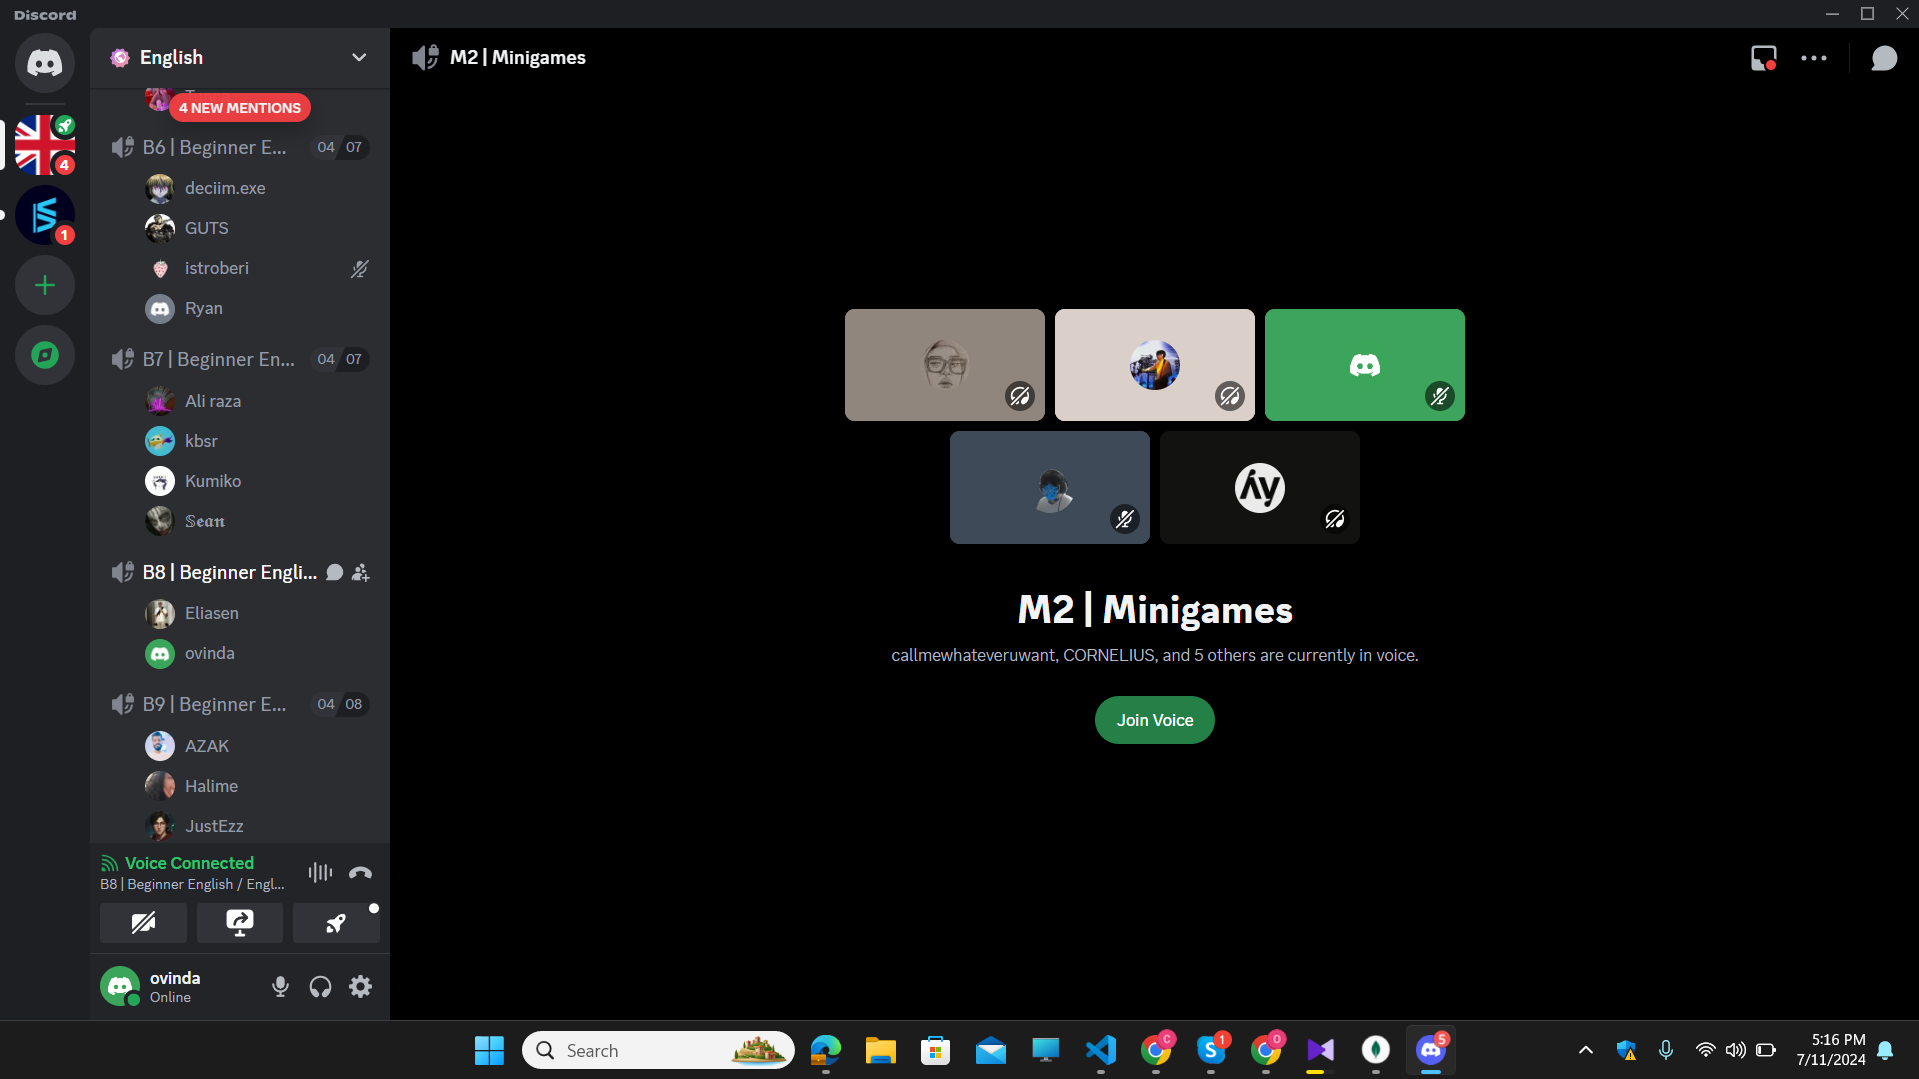 Discord
English
M2 | Minigames
4 NEW MENTIONS
4
1
B6 | Beginner E... 04 07
deciim.exe
GUTS
istroberi
Ryan
B7 | Beginner En... 04 07
Ali raza
kbsr
Kumiko
𝕾𝖊𝖆𝖓
B8 | Beginner Engli...
Eliasen
ovinda
B9 | Beginner E... 04 08
AZAK
Halime
JustEzz
Voice Connected
B8 | Beginner English / Engl...
ovinda
Online
M2 | Minigames
callmewhateveruwant, CORNELIUS, and 5 others are currently in voice.
Join Voice
Search
C
1
O
5
5:16 PM
7/11/2024